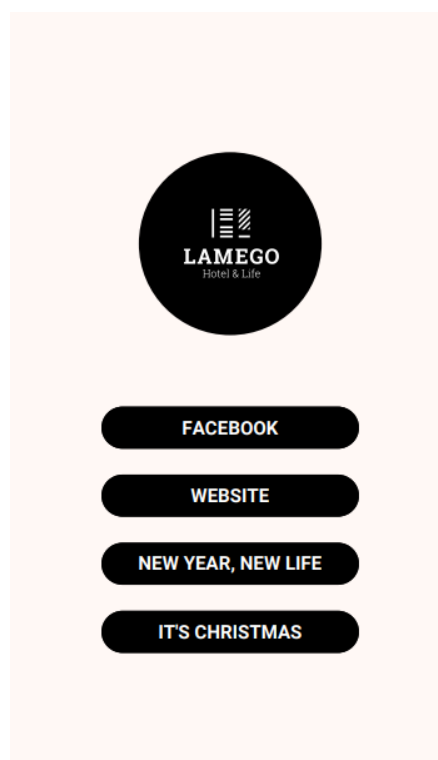 LAMEGO
Hotel & Life
FACEBOOK
WEBSITE
NEW YEAR, NEW LIFE
IT'S CHRISTMAS